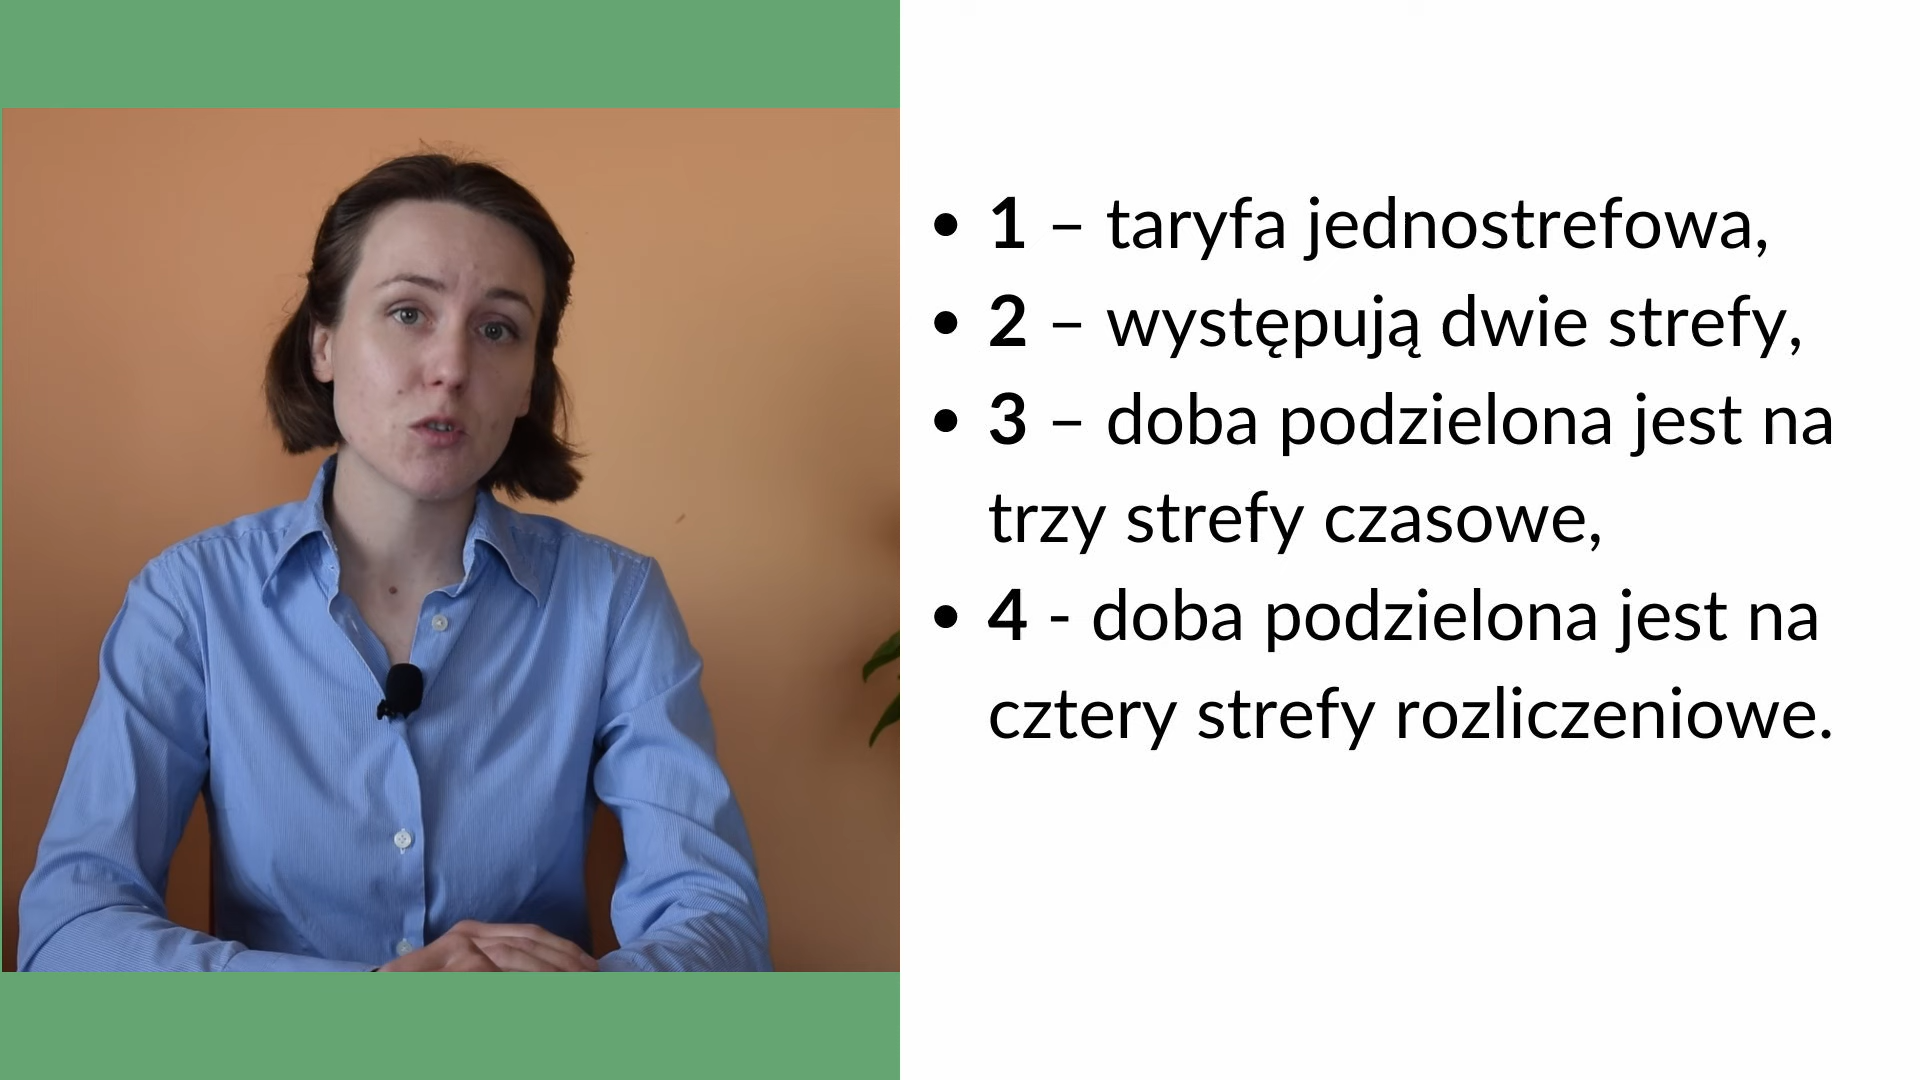 • 1 – taryfa jednostrefowa,
• 2 – występują dwie strefy,
• 3 – doba podzielona jest na
trzy strefy czasowe,
• 4 - doba podzielona jest na
cztery strefy rozliczeniowe.